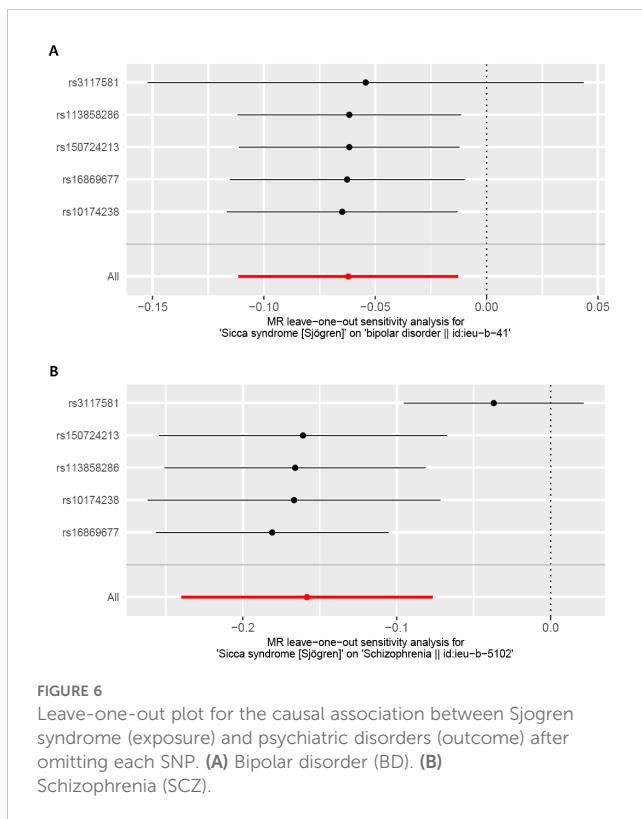 A
rs3117581
rs113858286
rs150724213
rs16869677
rs10174238
All
−0.15 −0.10 −0.05 0.00 0.05
MR leave−one−out sensitivity analysis for
'Sicca syndrome [Sjögren]' on 'bipolar disorder || id:ieu−b−41'
B
rs3117581
rs150724213
rs113858286
rs10174238
rs16869677
All
−0.2 −0.1 0.0
MR leave−one−out sensitivity analysis for
'Sicca syndrome [Sjögren]' on 'Schizophrenia || id:ieu−b−5102'
FIGURE 6
Leave-one-out plot for the causal association between Sjogren
syndrome (exposure) and psychiatric disorders (outcome) after
omitting each SNP. (A) Bipolar disorder (BD). (B)
Schizophrenia (SCZ).